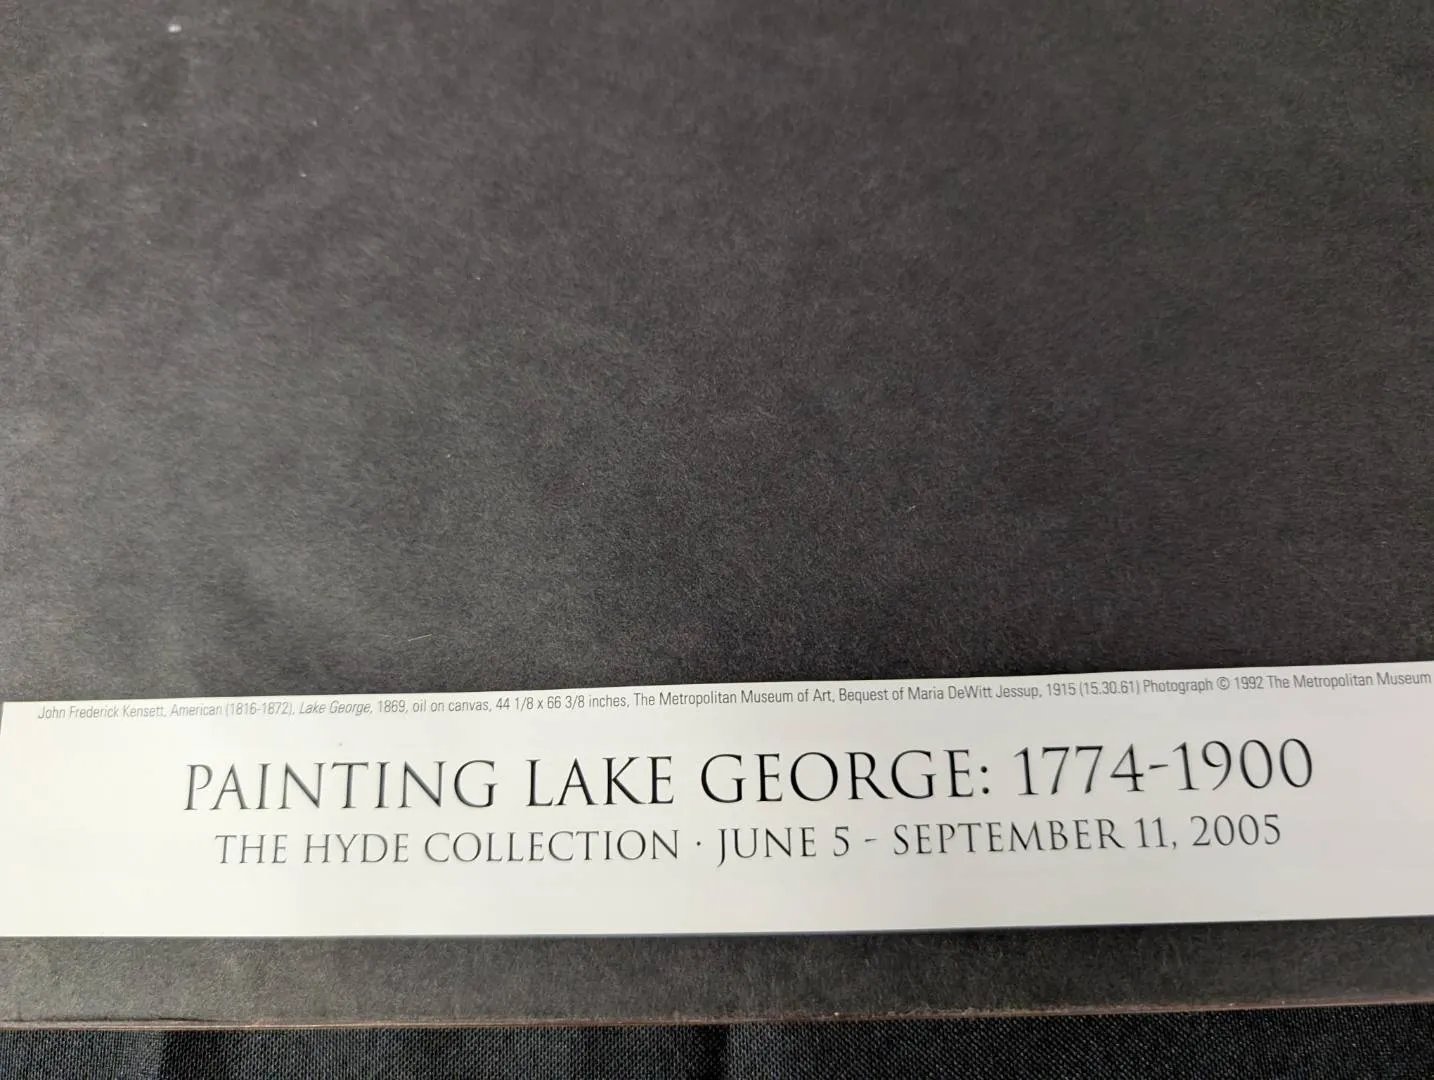 John Frederick Kensett, American (1816-1872), Lake George, 1869, oil on canvas, 44 1/8 x 66 3/8 inches, The Metropolitan Museum of Art, Bequest of Maria DeWitt Jessup, 1915 (15.30.61) Photograph © 1992 The Metropolitan Museum
PAINTING LAKE GEORGE: 1774-1900
THE HYDE COLLECTION · JUNE 5 - SEPTEMBER 11, 2005